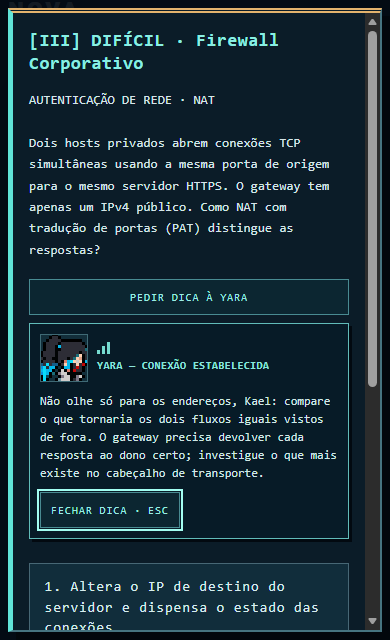 [III] DIFÍCIL · Firewall
Corporativo
AUTENTICAÇÃO DE REDE · NAT
Dois hosts privados abrem conexões TCP
simultâneas usando a mesma porta de origem
para o mesmo servidor HTTPS. O gateway tem
apenas um IPv4 público. Como NAT com
tradução de portas (PAT) distingue as
respostas?
PEDIR DICA À YARA
YARA — CONEXÃO ESTABELECIDA
Não olhe só para os endereços, Kael: compare
o que tornaria os dois fluxos iguais vistos
de fora. O gateway precisa devolver cada
resposta ao dono certo; investigue o que mais
existe no cabeçalho de transporte.
FECHAR DICA · ESC
1. Altera o IP de destino do
servidor e dispensa o estado das
conexões